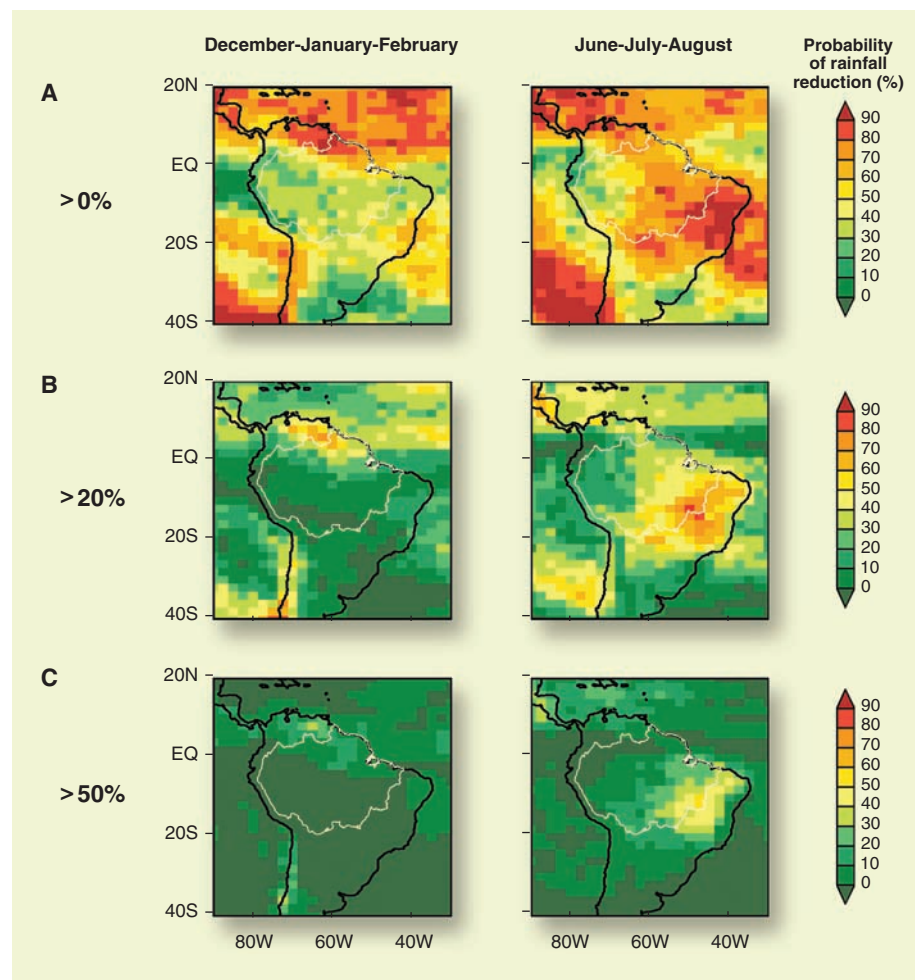 December-January-February
June-July-August
Probability
of rainfall
reduction (%)
A
>0%
20N
EQ
20S
40S
90
80
70
60
50
40
30
20
10
0
B
>20%
20N
EQ
20S
40S
90
80
70
60
50
40
30
20
10
0
C
>50%
20N
EQ
20S
40S
80W
60W
40W
80W
60W
40W
90
80
70
60
50
40
30
20
10
0